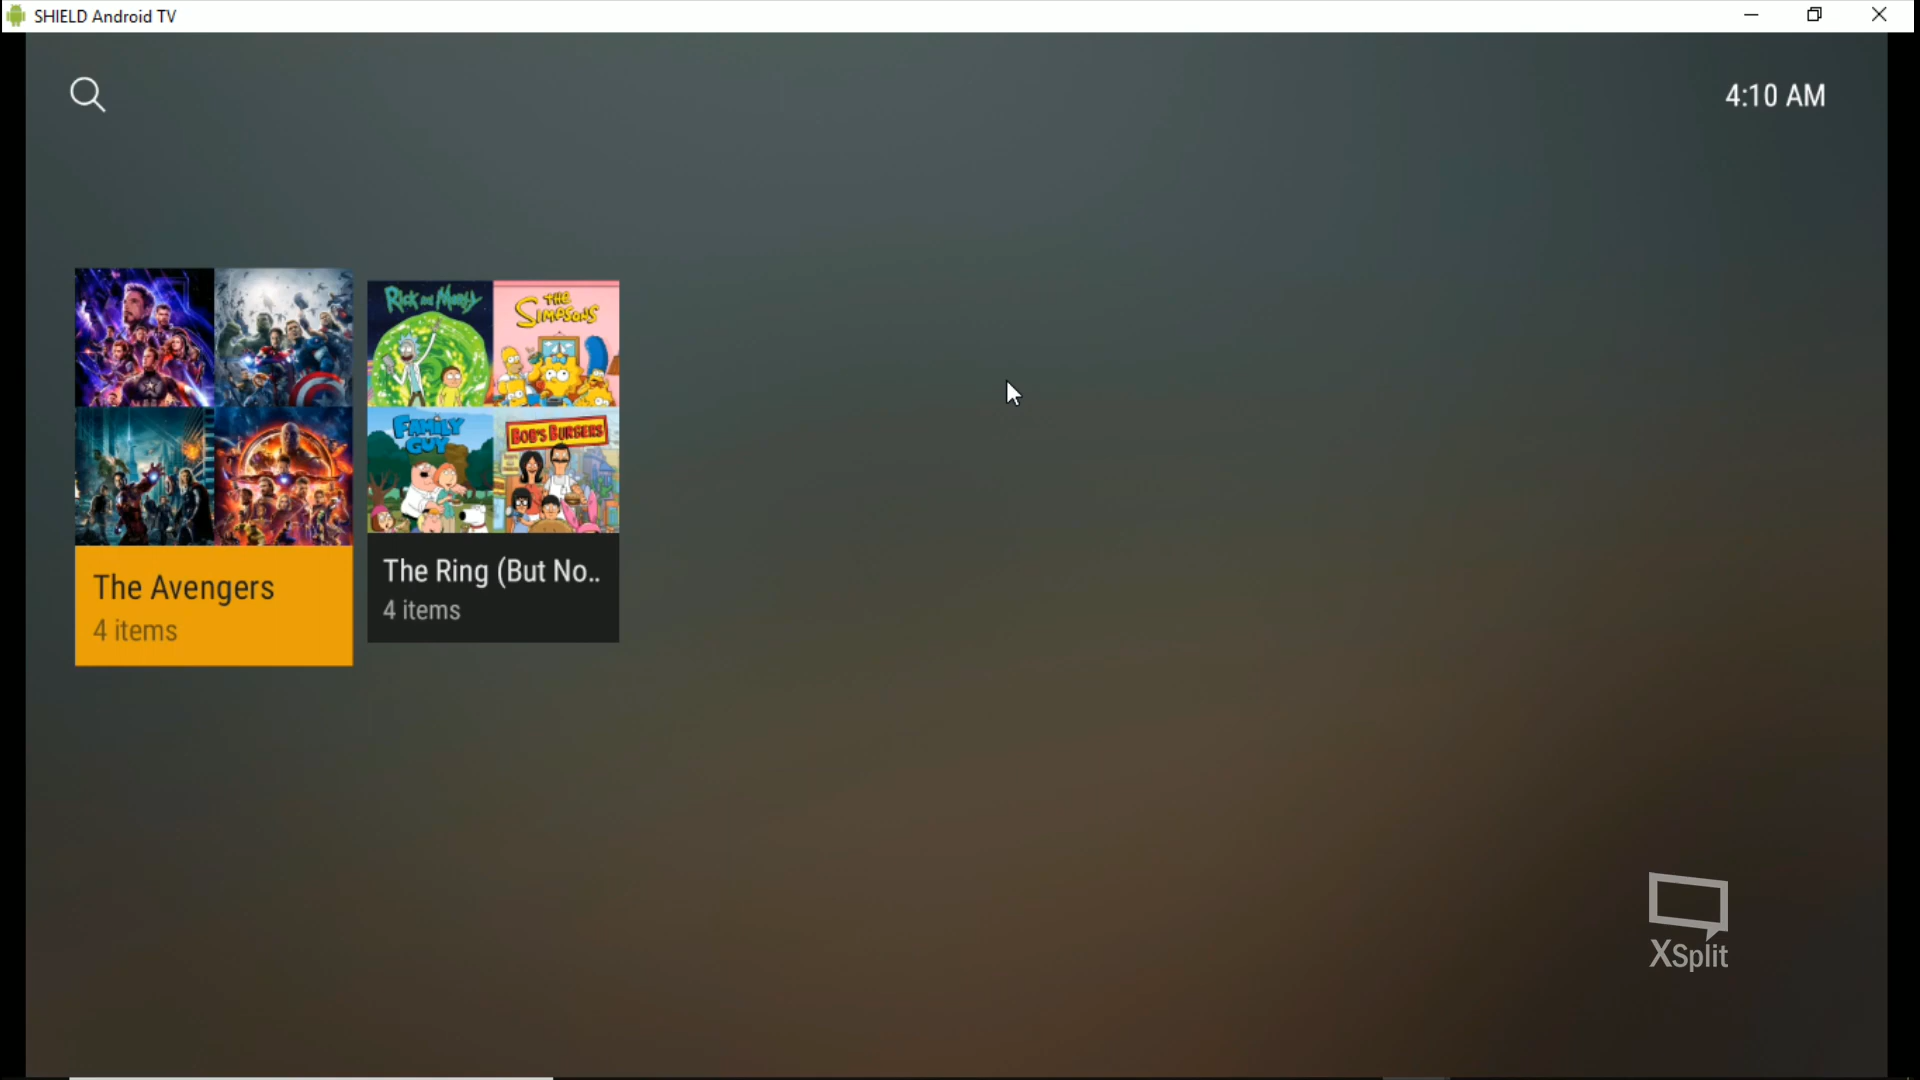 SHIELD Android TV
4:10 AM
Rick and Morty
THE
SIMPSONS
FAMILY
GUY
BOB'S BURGERS
The Avengers
4 items
The Ring (But No..
4 items
XSplit